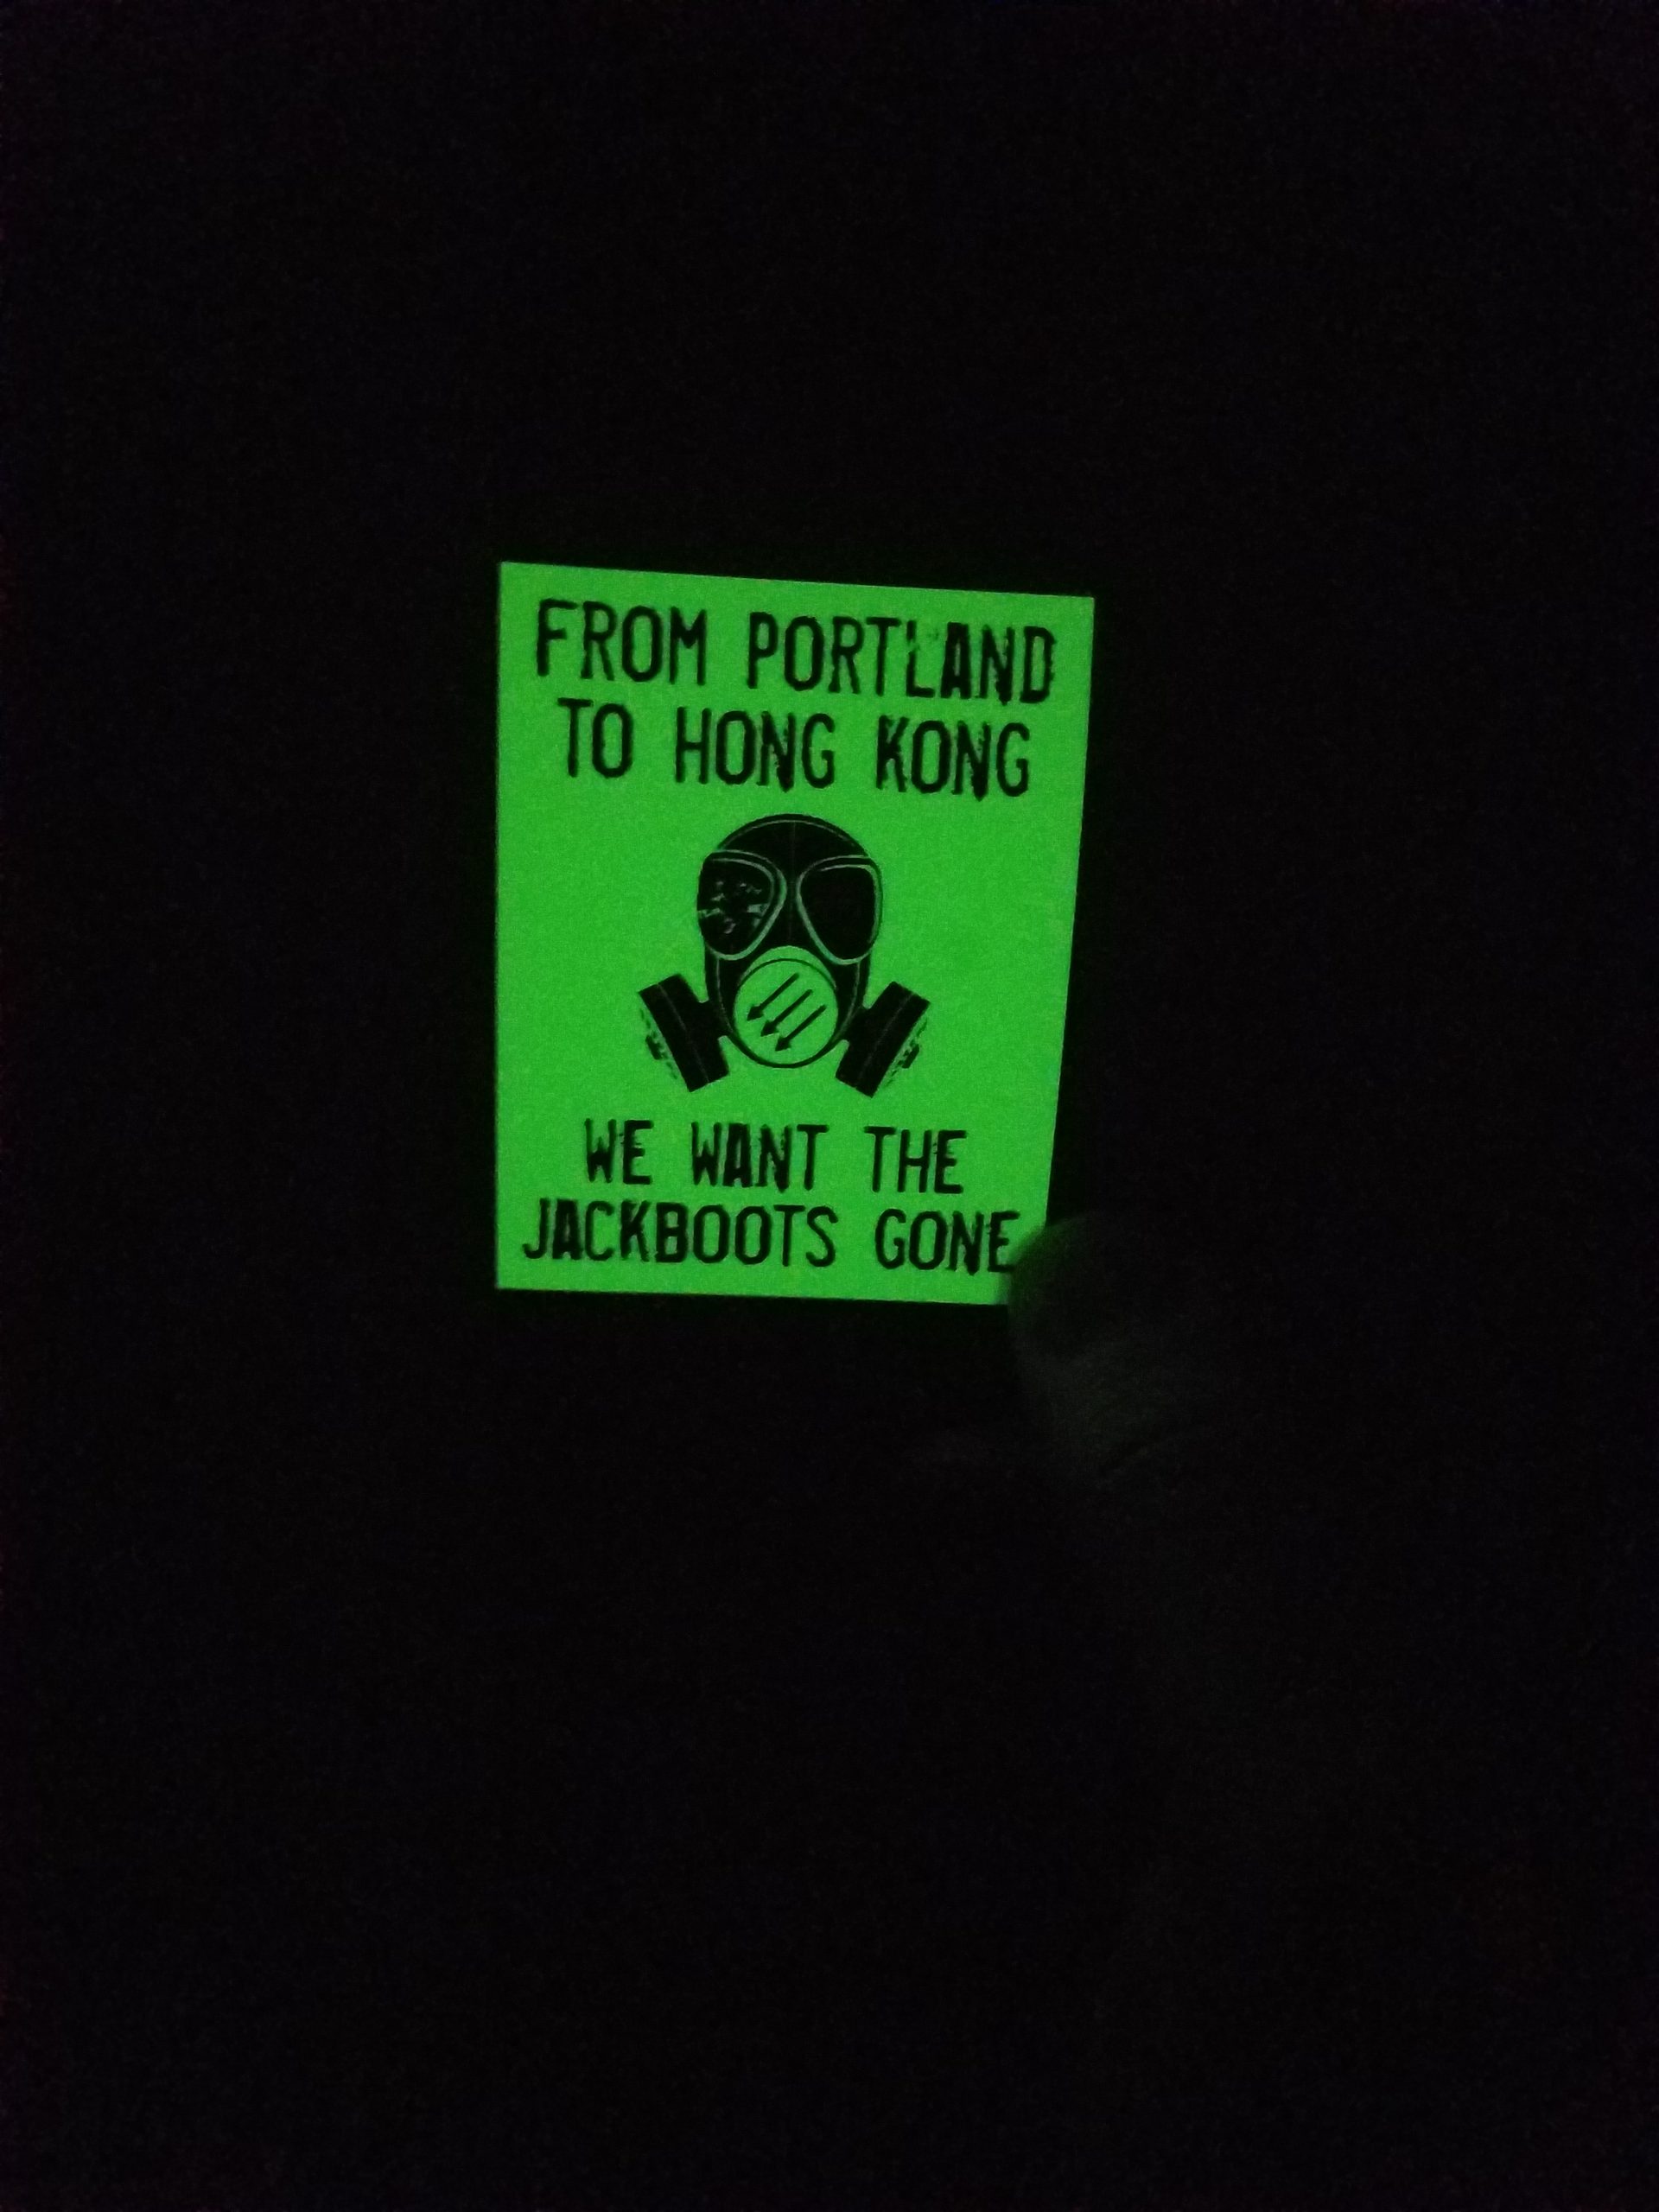 FROM PORTLAND
TO HONG KONG
WE WANT THE
JACKBOOTS GONE